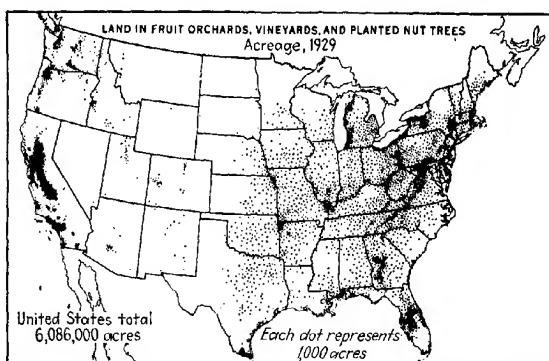 LAND IN FRUIT ORCHARDS, VINEYARDS, AND PLANTED NUT TREES
Acreage, 1929
United States total
6,086,000 acres
Each dot represents
1,000 acres